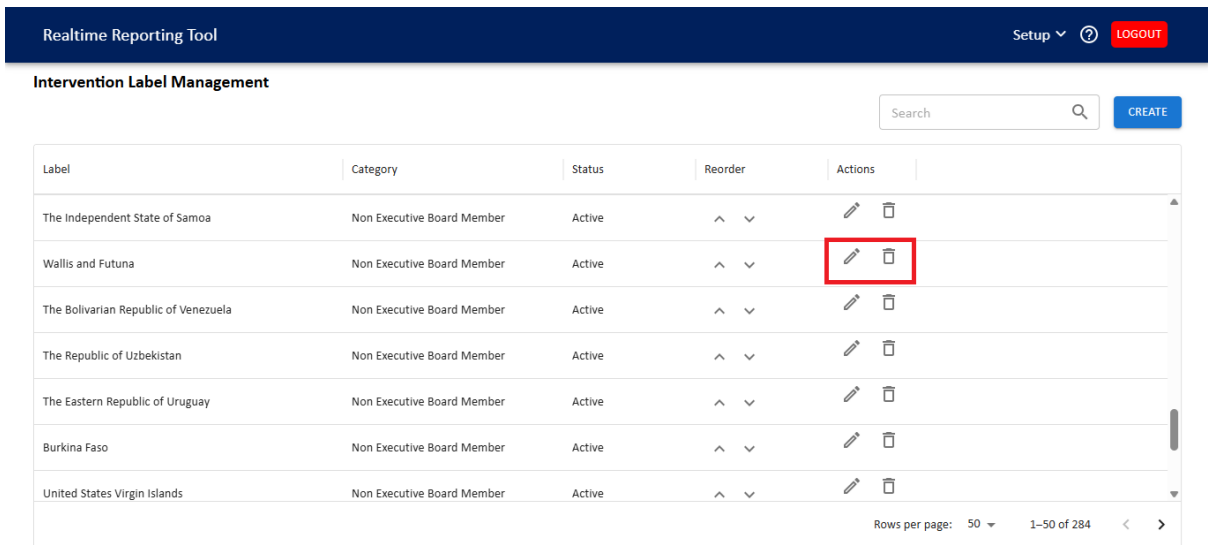 Realtime Reporting Tool Setup LOGOUT
Intervention Label Management
Search CREATE
Label Category Status Reorder Actions
The Independent State of Samoa Non Executive Board Member Active
Wallis and Futuna Non Executive Board Member Active
The Bolivarian Republic of Venezuela Non Executive Board Member Active
The Republic of Uzbekistan Non Executive Board Member Active
The Eastern Republic of Uruguay Non Executive Board Member Active
Burkina Faso Non Executive Board Member Active
United States Virgin Islands Non Executive Board Member Active
Rows per page: 50 1–50 of 284